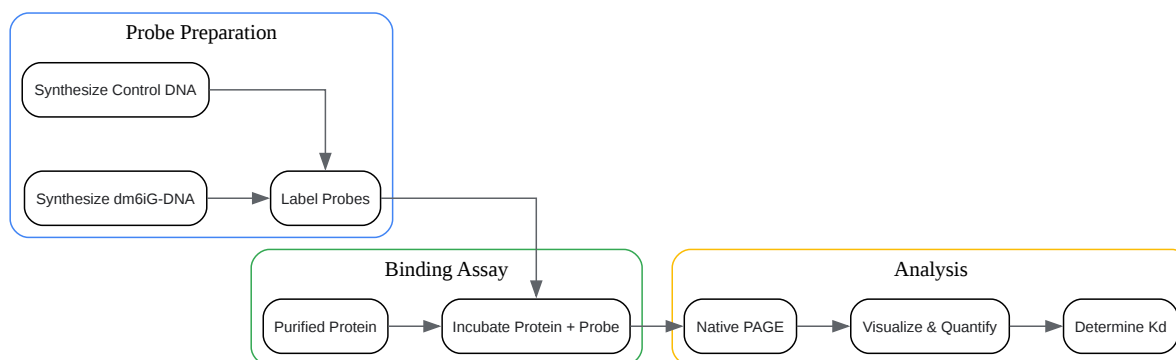 Probe Preparation
Synthesize Control DNA
Synthesize dm6iG-DNA
Label Probes
Binding Assay
Purified Protein
Incubate Protein + Probe
Analysis
Native PAGE
Visualize & Quantify
Determine Kd